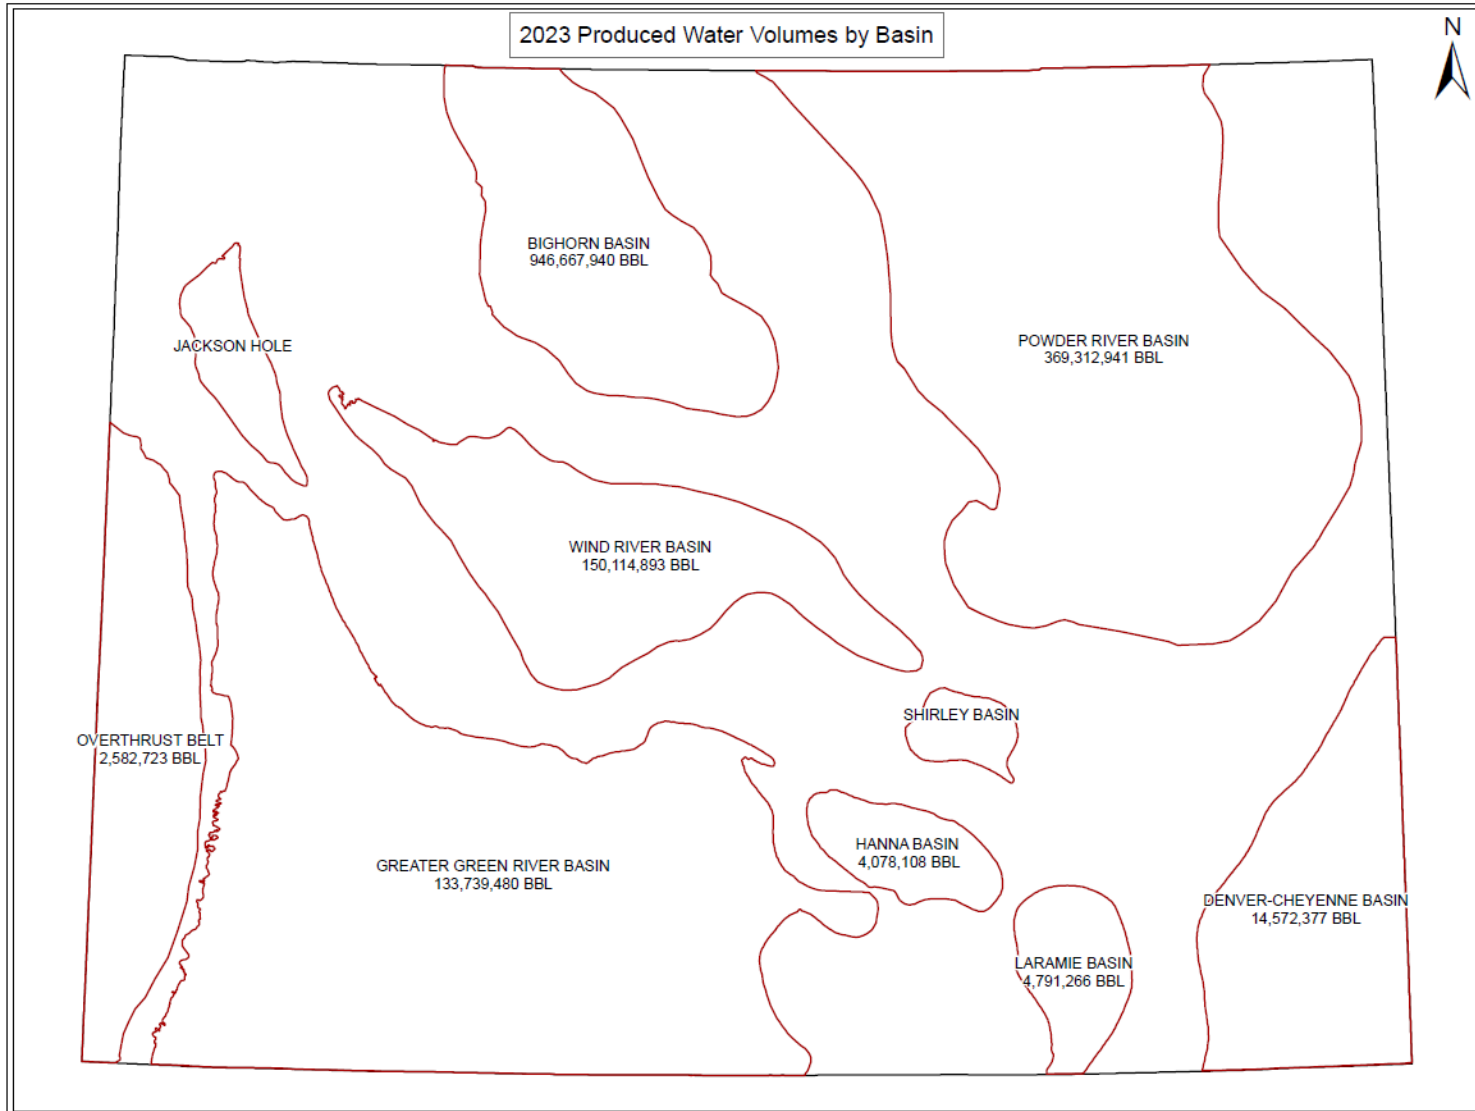 2023 Produced Water Volumes by Basin
N
BIGHORN BASIN
946,667,940 BBL
JACKSON HOLE
POWDER RIVER BASIN
369,312,941 BBL
WIND RIVER BASIN
150,114,893 BBL
SHIRLEY BASIN
OVERTHRUST BELT
2,582,723 BBL
HANNA BASIN
4,078,108 BBL
GREATER GREEN RIVER BASIN
133,739,480 BBL
DENVER-CHEYENNE BASIN
14,572,377 BBL
LARAMIE BASIN
4,791,266 BBL